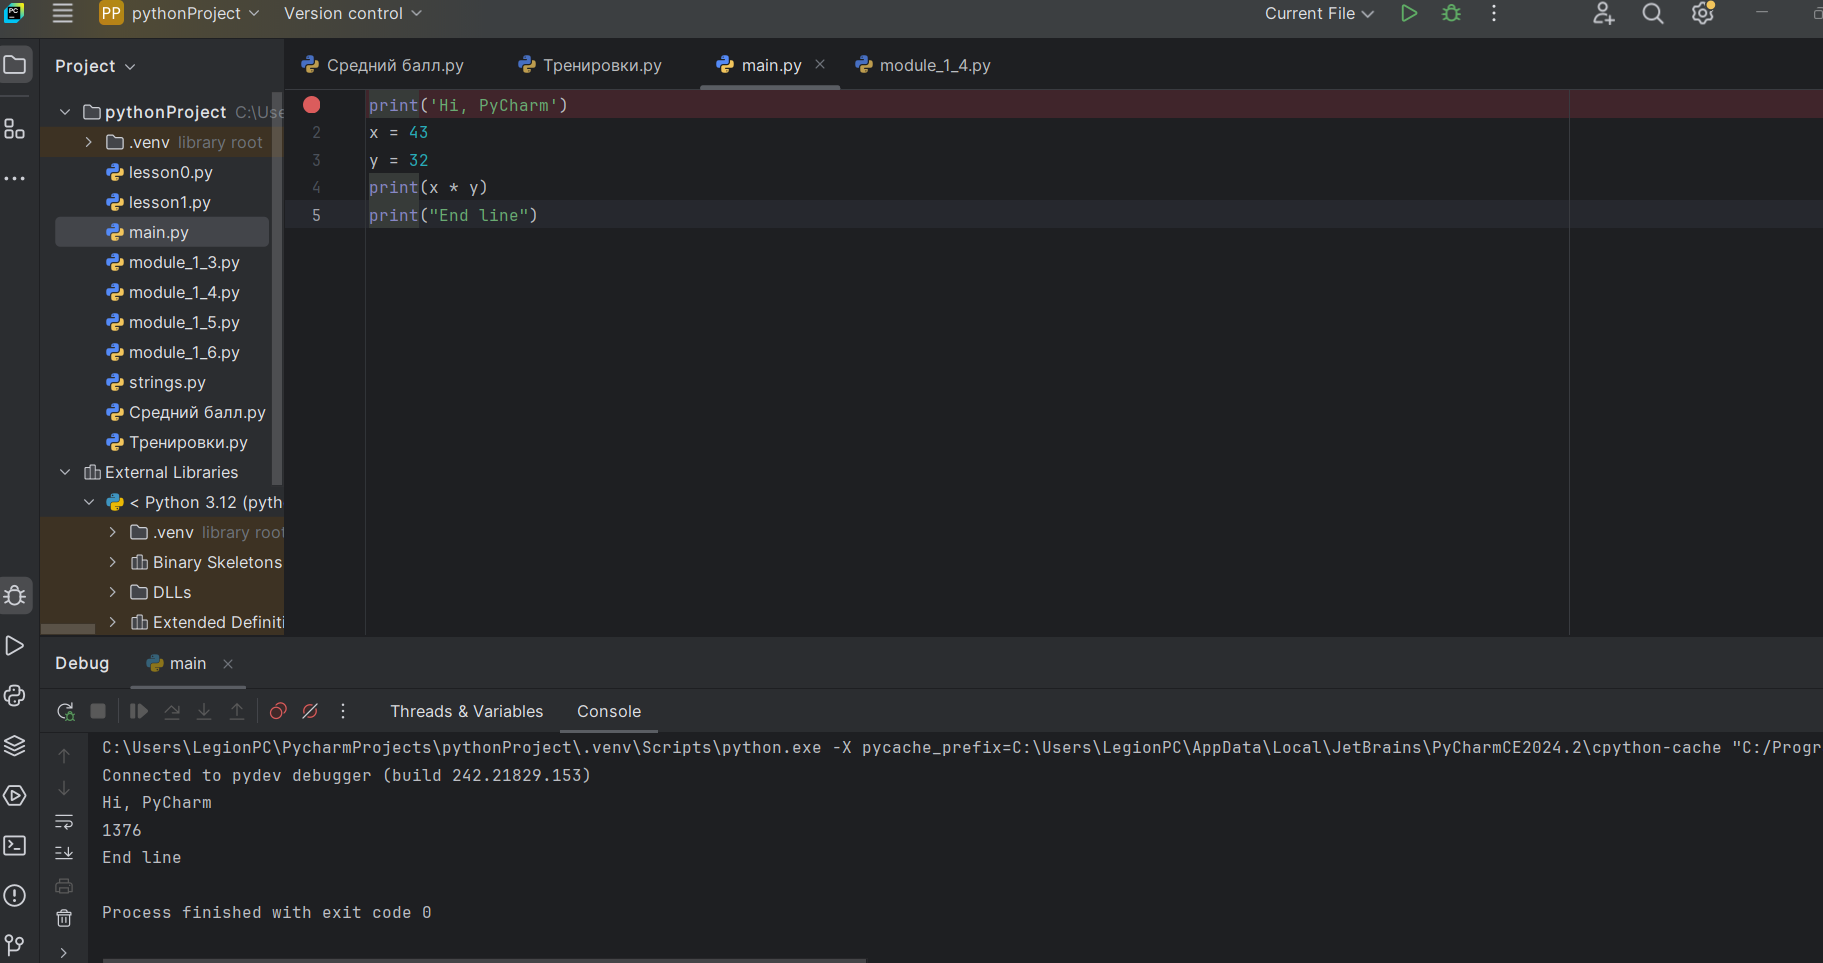 PC
PP pythonProject Version control Current File
Project
Средний балл.py Тренировки.py main.py module_1_4.py
pythonProject C:\Use
.venv library root
lesson0.py
lesson1.py
main.py
module_1_3.py
module_1_4.py
module_1_5.py
module_1_6.py
strings.py
Средний балл.py
Тренировки.py
External Libraries
< Python 3.12 (pyth
.venv library root
Binary Skeletons
DLLs
Extended Definiti
print('Hi, PyCharm')
2 x = 43
3 y = 32
4 print(x * y)
5 print("End line")
Debug main
Threads & Variables Console
C:\Users\LegionPC\PycharmProjects\pythonProject\.venv\Scripts\python.exe -X pycache_prefix=C:\Users\LegionPC\AppData\Local\JetBrains\PyCharmCE2024.2\cpython-cache "C:/Progr
Connected to pydev debugger (build 242.21829.153)
Hi, PyCharm
1376
End line
Process finished with exit code 0